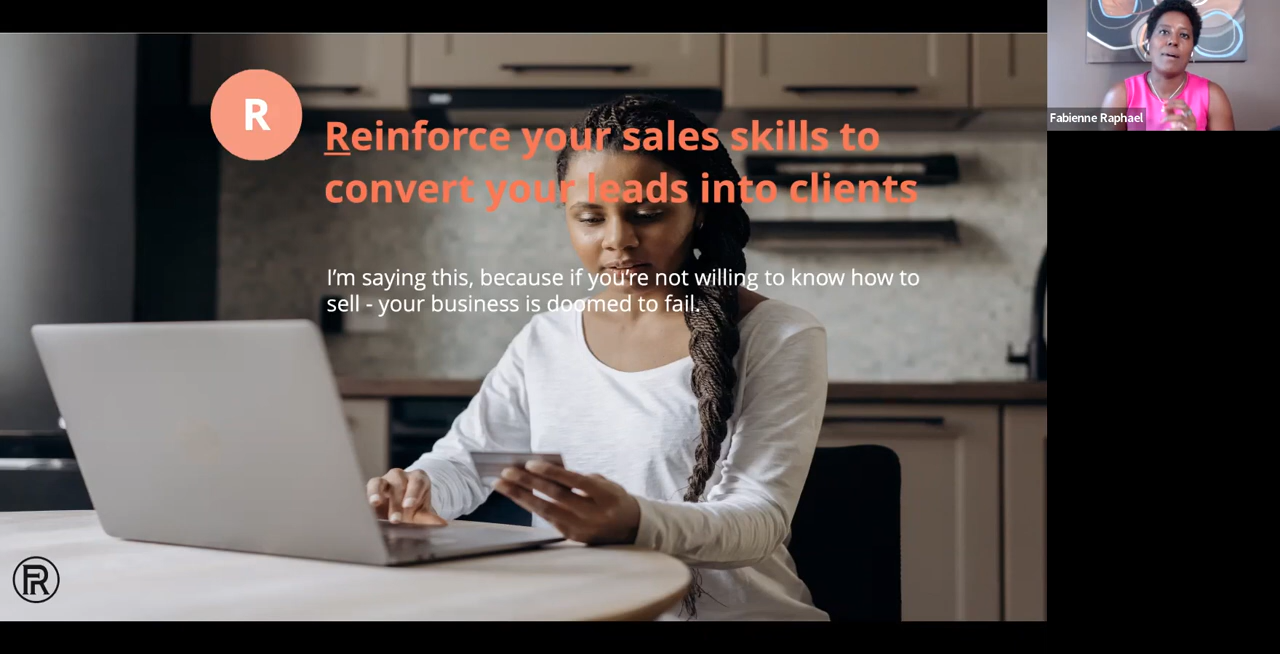 R
Reinforce your sales skills to
convert your leads into clients
I'm saying this, because if you're not willing to know how to
sell - your business is doomed to fail.
Fabienne Raphael
FR